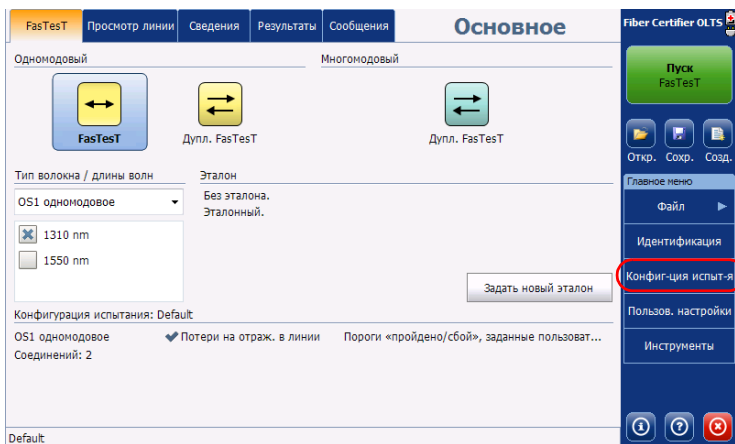 FasTesT
Просмотр линии
Сведения
Результаты
Сообщения
Основное
Fiber Certifier OLTS
Одномодовый
Многомодовый
FasTesT
Дупл. FasTesT
Дупл. FasTesT
Пуск
FasTesT
Откр. Сохр. Созд.
Тип волокна / длины волн
Эталон
OS1 одномодовое
Без эталона.
Эталонный.
1310 nm
1550 nm
Задать новый эталон
Конфигурация испытания: Default
OS1 одномодовое
Потери на отраж. в линии
Пороги «пройдено/сбой», заданные пользоват...
Соединений: 2
Default
Главное меню
Файл
Идентификация
Конфиг-ция испыт-я
Пользов. настройки
Инструменты